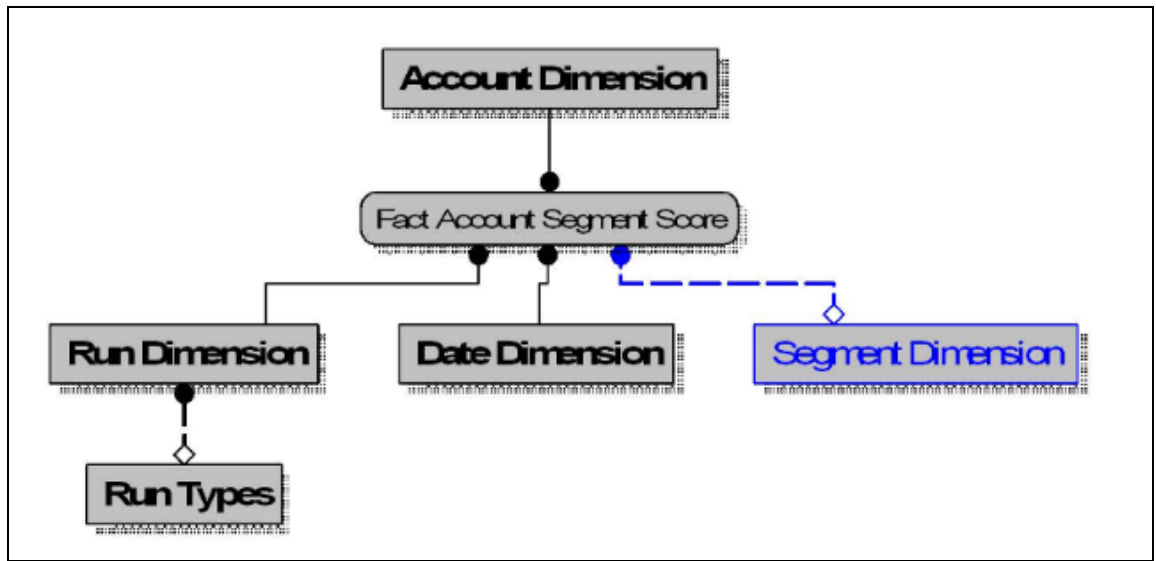 Account Dimension
Fact Account Segment Score
Run Dimension
Date Dimension
Segment Dimension
Run Types